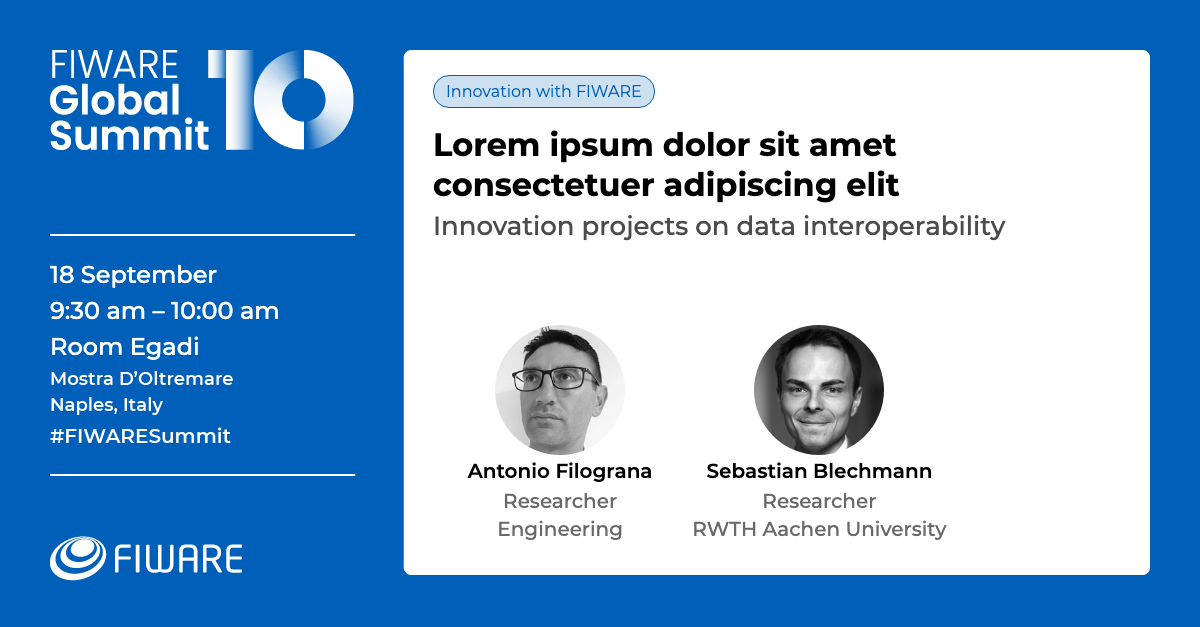 FIWARE
Global
Summit 10
18 September
9:30 am – 10:00 am
Room Egadi
Mostra D’Oltremare
Naples, Italy
#FIWARESummit
FIWARE
Innovation with FIWARE
Lorem ipsum dolor sit amet
consectetuer adipiscing elit
Innovation projects on data interoperability
Antonio Filograna
Researcher
Engineering
Sebastian Blechmann
Researcher
RWTH Aachen University